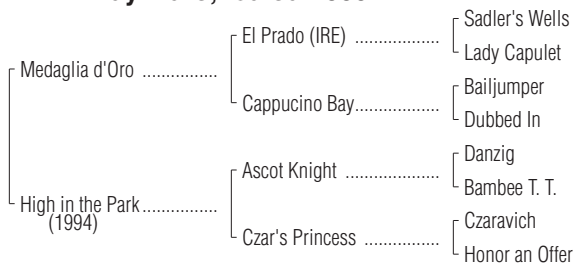 Sadler's Wells
El Prado (IRE) ..................
Lady Capulet
Medaglia d'Oro ................
Bailjumper
Cappucino Bay..................
Dubbed In
Danzig
Ascot Knight ....................
Bambee T. T.
High in the Park................
(1994)
Czaravich
Czar's Princess ................
Honor an Offer